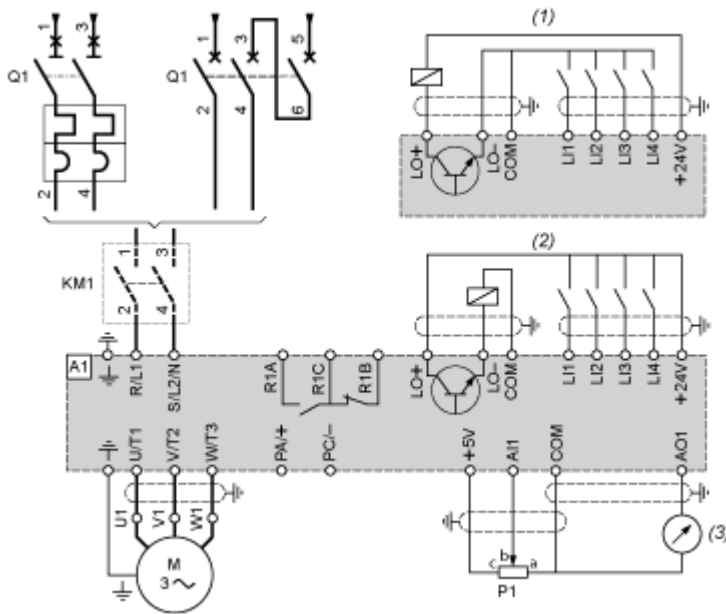 (1)
1 3
1 3 5
Q1
Q1
2 4 6
2 4
LO+ LO- COM LI1 LI2 LI3 LI4 +24V
(2)
1 3
KM1
2 4
A1
R/L1 S/L2/N R1A R1C R1B LO+ LO- COM LI1 LI2 LI3 LI4 +24V
U/T1 V/T2 W/T3 PA/+ PC/- +5V AI1 COM AO1
U1 V1 W1
(3)
M
3
c b a
P1